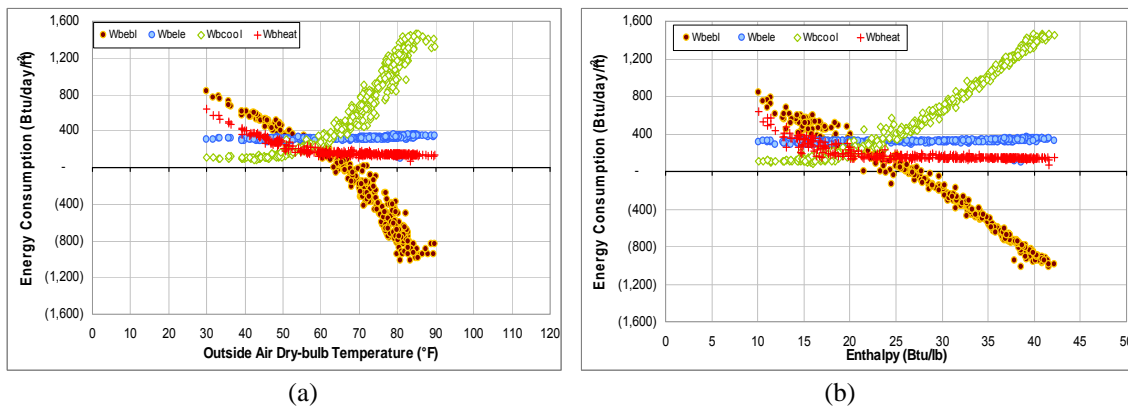 Energy Consumption (Btu/day/ft²)
1,600
1,200
800
400
-
(400)
(800)
(1,200)
(1,600)
Wbebl Wbele Wbcool Wbheat
0 10 20 30 40 50 60 70 80 90 100 110 120
Outside Air Dry-bulb Temperature (°F)
(a)
Energy Consumption (Btu/day/ft²)
1,600
1,200
800
400
-
(400)
(800)
(1,200)
(1,600)
Wbebl Wbele Wbcool Wbheat
0 5 10 15 20 25 30 35 40 45 50
Enthalpy (Btu/lb)
(b)